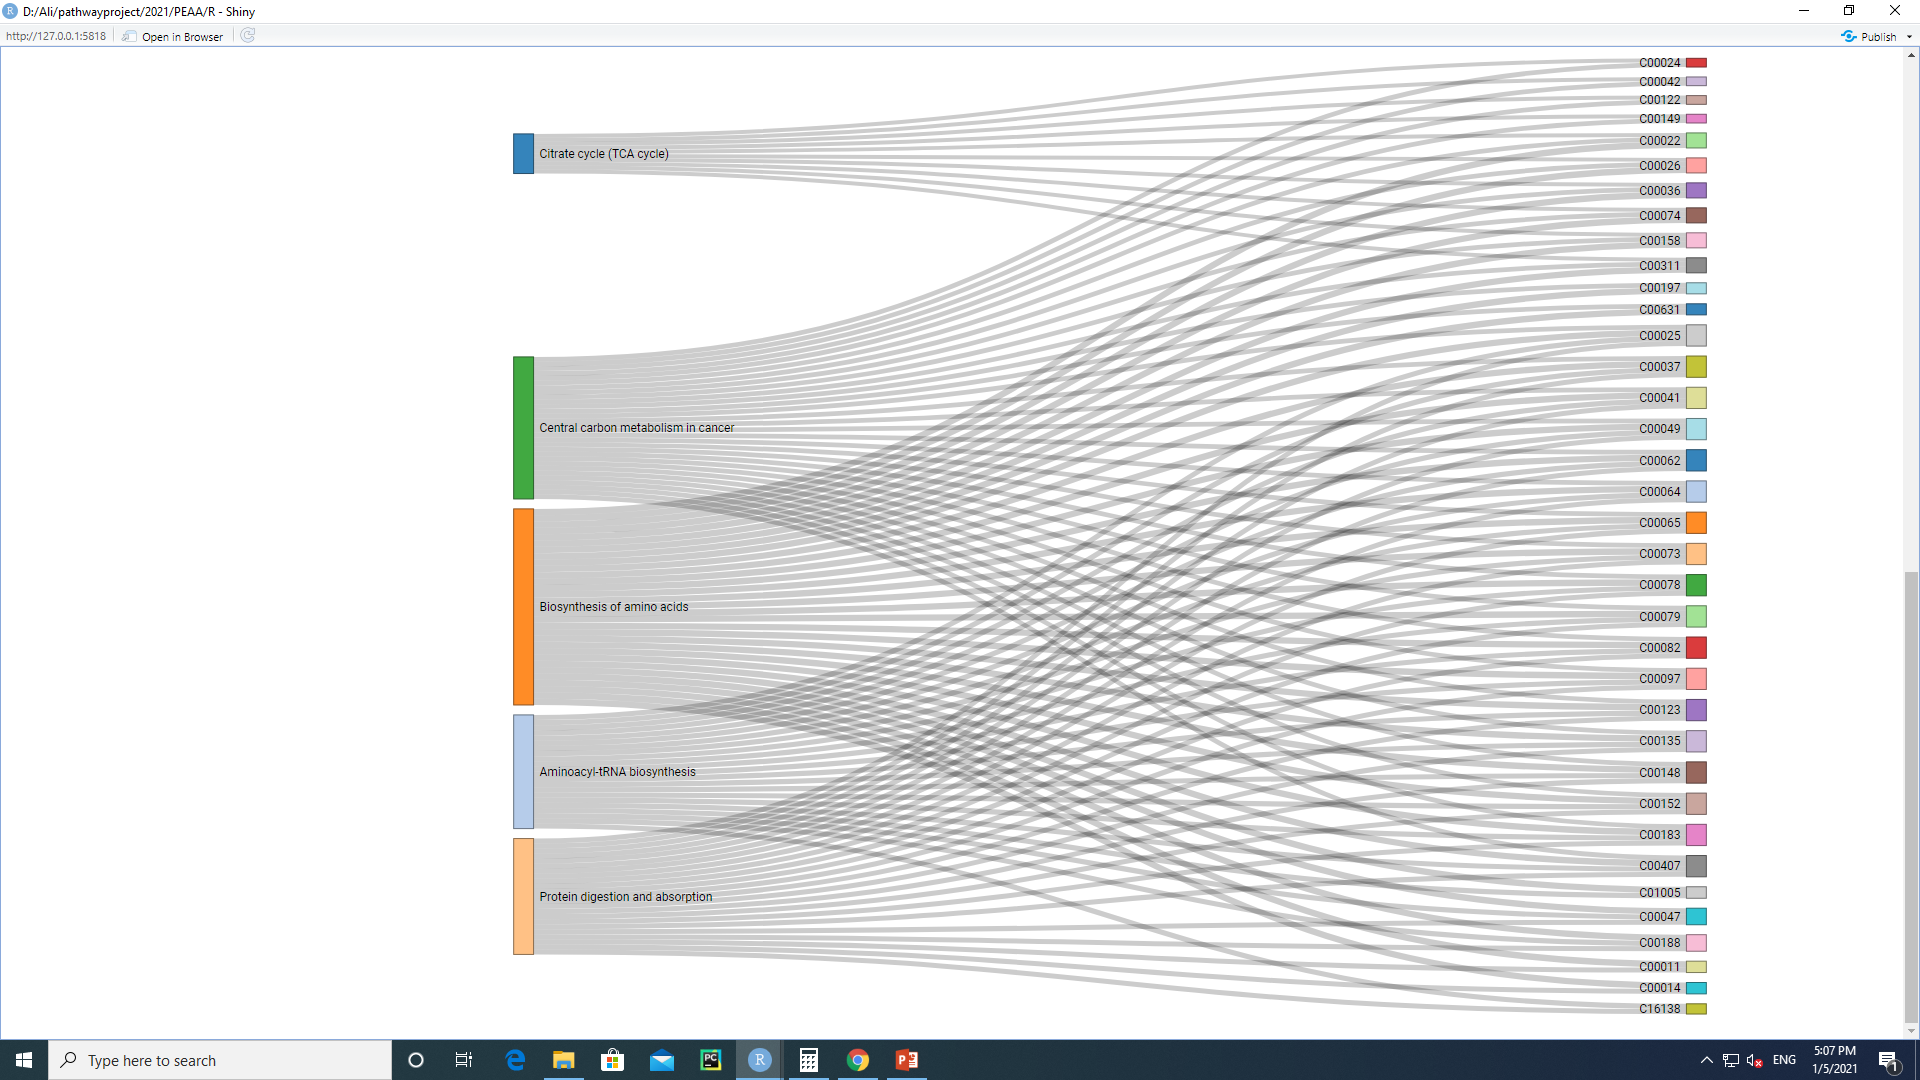 D:/Ali/pathwayproject/2021/PEAA/R - Shiny
http://127.0.0.1:5818
Open in Browser
Publish
Citrate cycle (TCA cycle)
Central carbon metabolism in cancer
Biosynthesis of amino acids
Aminoacyl-tRNA biosynthesis
Protein digestion and absorption
C00024
C00042
C00122
C00149
C00022
C00026
C00036
C00074
C00158
C00311
C00197
C00631
C00025
C00037
C00041
C00049
C00062
C00064
C00065
C00073
C00078
C00079
C00082
C00097
C00123
C00135
C00148
C00152
C00183
C00407
C01005
C00047
C00188
C00011
C00014
C16138
Type here to search
ENG
5:07 PM
1/5/2021